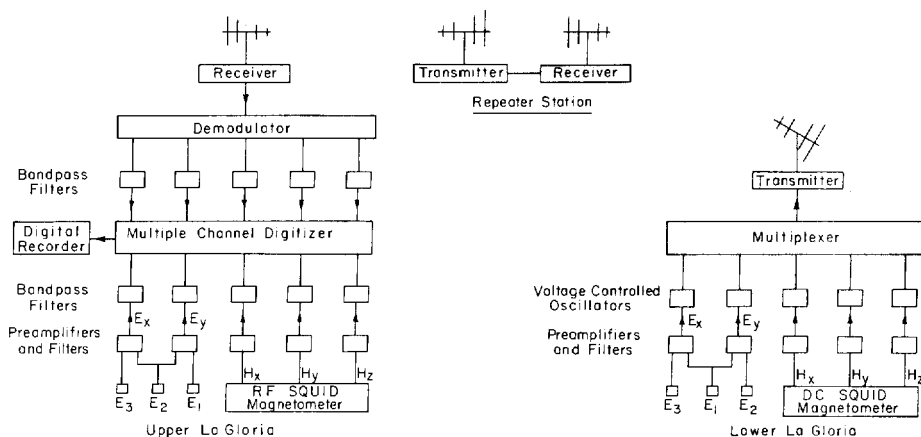 Receiver
Transmitter
Receiver
Repeater Station
Demodulator
Bandpass
Filters
Digital
Recorder
Multiple Channel Digitizer
Bandpass
Filters
Ex
Ey
Preamplifiers
and Filters
Hx
Hy
Hz
E3
E2
E1
RF SQUID
Magnetometer
Upper La Gloria
Transmitter
Multiplexer
Voltage Controlled
Oscillators
Ex
Ey
Preamplifiers
and Filters
Hx
Hy
Hz
E3
E1
E2
DC SQUID
Magnetometer
Lower La Gloria